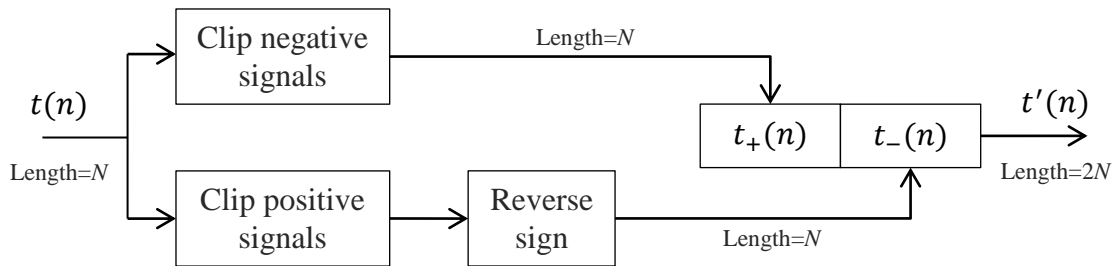 Clip negative
signals
Length=N
t(n)
Length=N
t₊(n)
t₋(n)
t′(n)
Length=2N
Clip positive
signals
Reverse
sign
Length=N